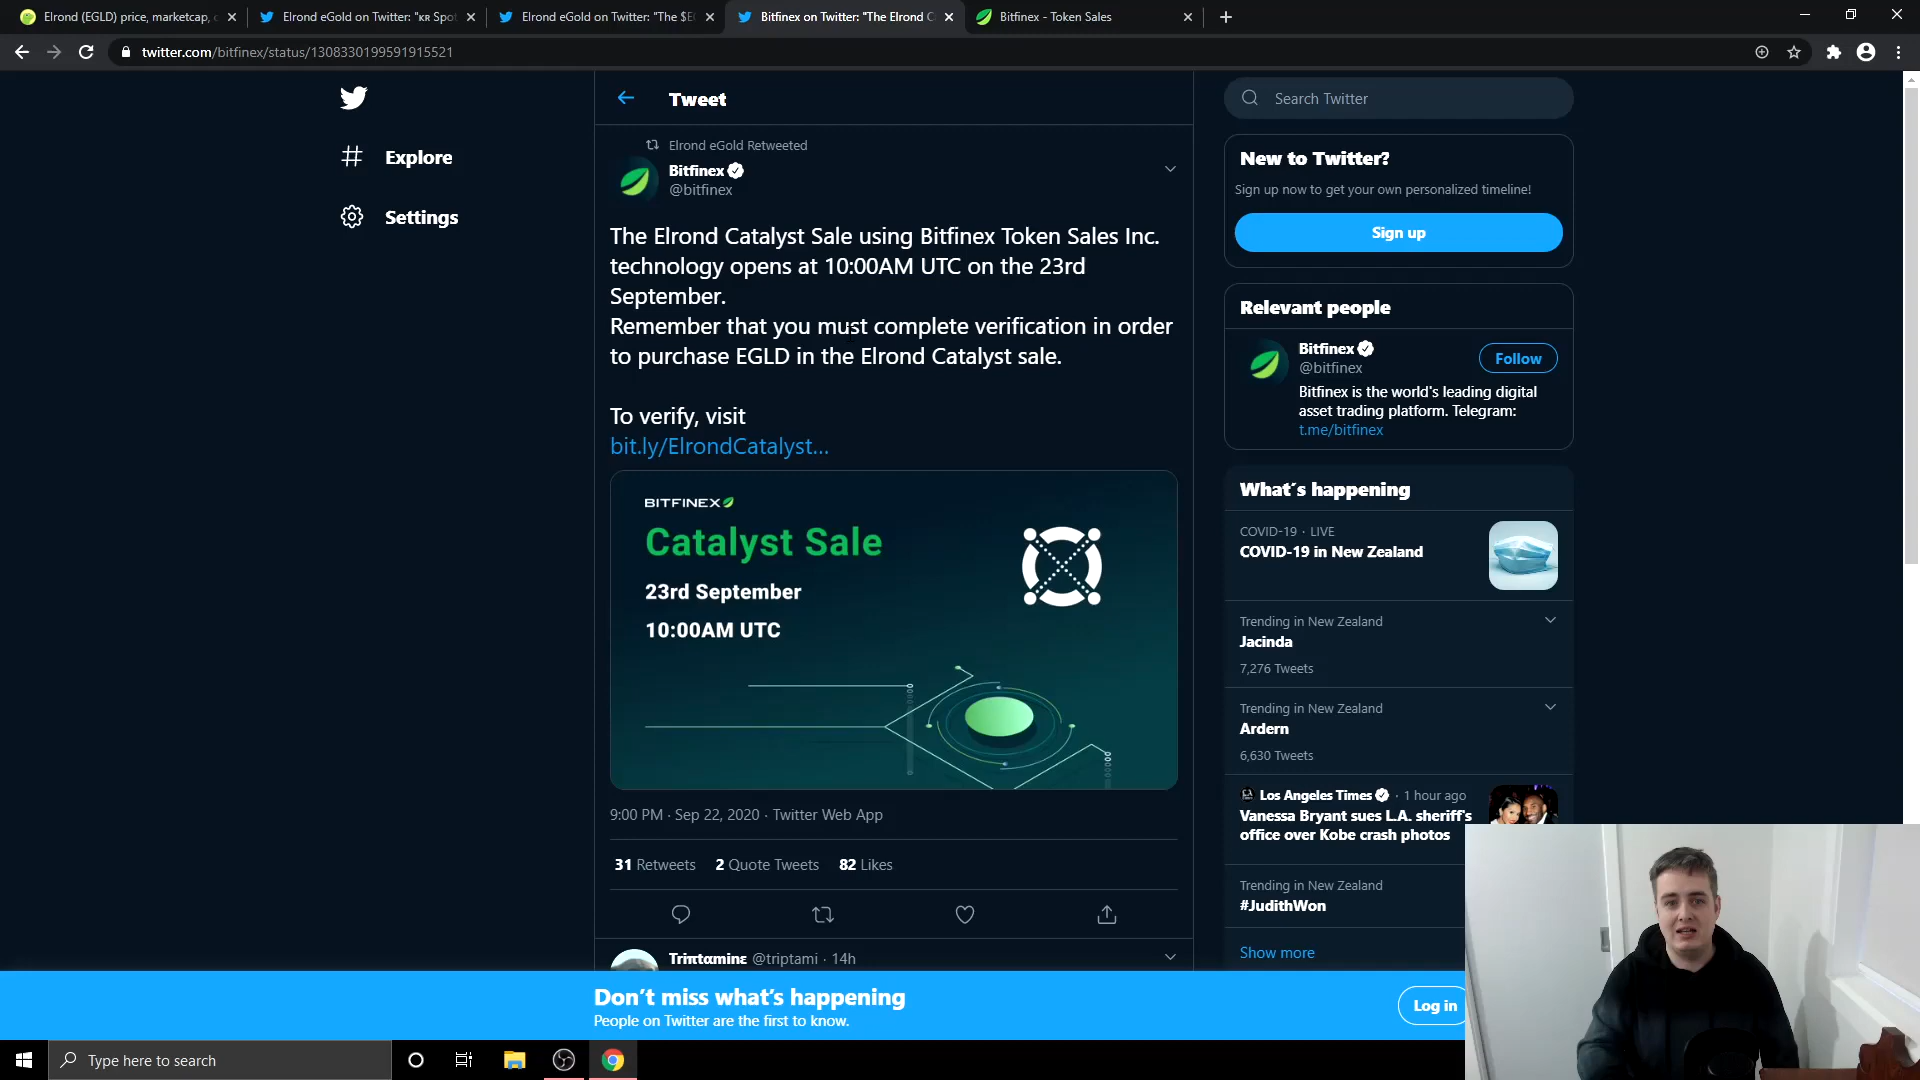 Elrond (EGLD) price, marketcap, c
Elrond eGold on Twitter: "ĸʀ Spot
Elrond eGold on Twitter: "The $E
Bitfinex on Twitter: "The Elrond C
Bitfinex - Token Sales
twitter.com/bitfinex/status/1308330199591915521
Explore
Settings
Tweet
Elrond eGold Retweeted
Bitfinex
@bitfinex
The Elrond Catalyst Sale using Bitfinex Token Sales Inc.
technology opens at 10:00AM UTC on the 23rd
September.
Remember that you must complete verification in order
to purchase EGLD in the Elrond Catalyst sale.
To verify, visit
bit.ly/ElrondCatalyst...
BITFINEX
Catalyst Sale
23rd September
10:00AM UTC
9:00 PM · Sep 22, 2020 · Twitter Web App
31 Retweets 2 Quote Tweets 82 Likes
Triπtαminε @triptami · 14h
Search Twitter
New to Twitter?
Sign up now to get your own personalized timeline!
Sign up
Relevant people
Bitfinex
@bitfinex
Follow
Bitfinex is the world's leading digital
asset trading platform. Telegram:
t.me/bitfinex
What's happening
COVID-19 · LIVE
COVID-19 in New Zealand
Trending in New Zealand
Jacinda
7,276 Tweets
Trending in New Zealand
Ardern
6,630 Tweets
Los Angeles Times · 1 hour ago
Vanessa Bryant sues L.A. sheriff's
office over Kobe crash photos
Trending in New Zealand
#JudithWon
Show more
Don't miss what's happening
People on Twitter are the first to know.
Log in
Type here to search